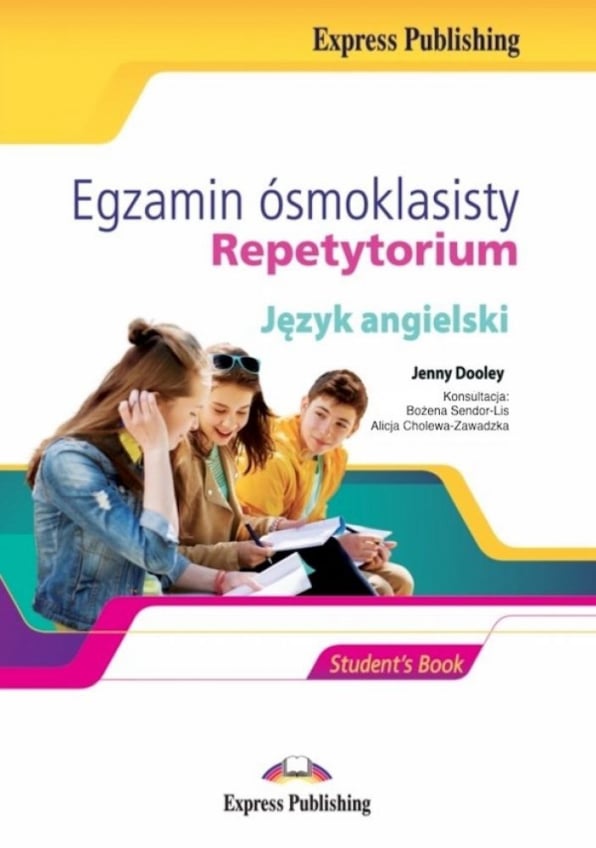 Express Publishing
Egzamin ósmoklasisty
Repetytorium
Język angielski
Jenny Dooley
Konsultacja:
Bożena Sendor-Lis
Alicja Cholewa-Zawadzka
Student's Book
Express Publishing